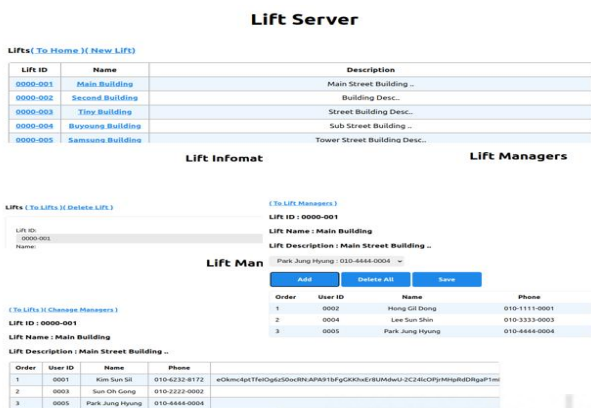 Lift Server
Lifts( To Home )( New Lift)
Lift ID Name Description
0000-001 Main Building Main Street Building ..
0000-002 Second Building Building Desc..
0000-003 Tiny Building Street Building Desc..
0000-004 Buyoung Building Sub Street Building ..
0000-005 Samsung Building Tower Street Building Desc..
Lift Infomat
Lifts ( To Lifts )( Delete Lift )
Lift ID:
0000-001
Name:
Lift Managers
( To Lift Managers )
Lift ID : 0000-001
Lift Name : Main Building
Lift Description : Main Street Building ..
Park Jung Hyung : 010-4444-0004
Add Delete All Save
Order User ID Name Phone
1 0002 Hong Gil Dong 010-1111-0001
2 0004 Lee Sun Shin 010-3333-0003
3 0005 Park Jung Hyung 010-4444-0004
Lift Man
( To Lifts )( Chanage Managers )
Lift ID : 0000-001
Lift Name : Main Building
Lift Description : Main Street Building ..
Order User ID Name Phone
1 0001 Kim Sun Sil 010-6232-8172
2 0003 Sun Oh Gong 010-2222-0002
3 0005 Park Jung Hyung 010-4444-0004